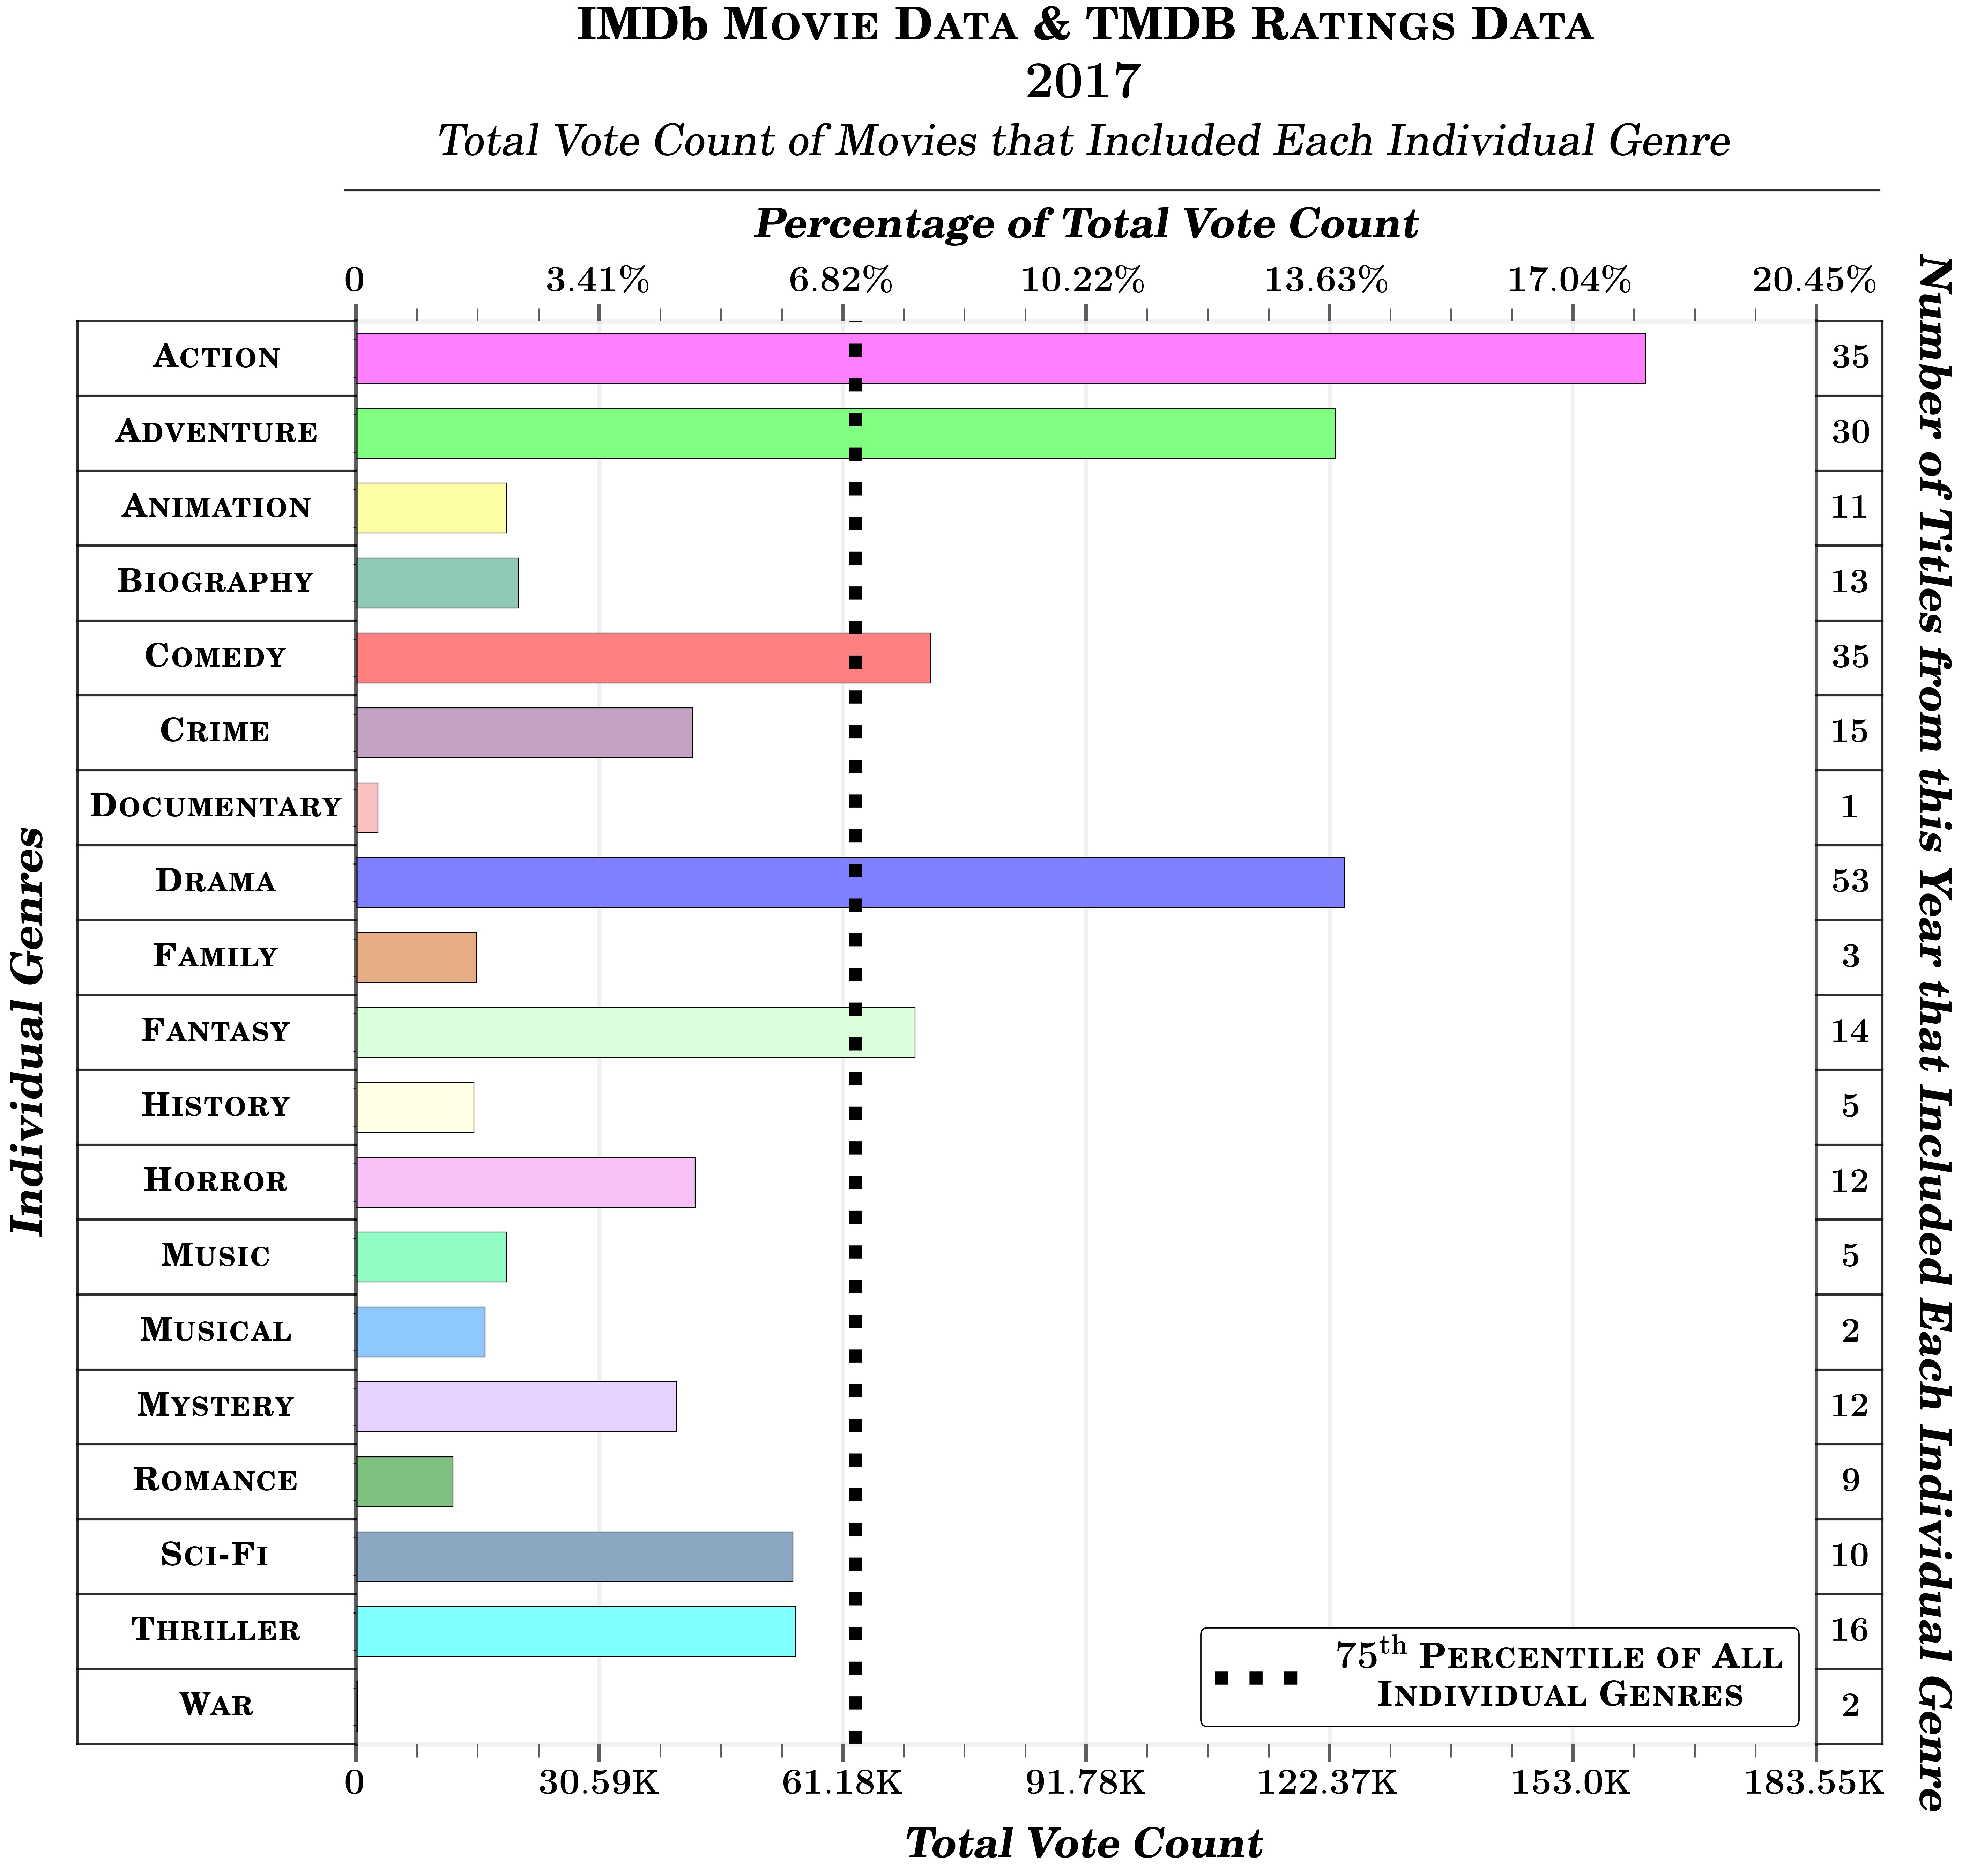 IMDb Movie Data & TMDB Ratings Data
2017
Total Vote Count of Movies that Included Each Individual Genre
Percentage of Total Vote Count
0 3.41% 6.82% 10.22% 13.63% 17.04% 20.45%
Individual Genres
Number of Titles from this Year that Included Each Individual Genre
Action 35
Adventure 30
Animation 11
Biography 13
Comedy 35
Crime 15
Documentary 1
Drama 53
Family 3
Fantasy 14
History 5
Horror 12
Music 5
Musical 2
Mystery 12
Romance 9
Sci-Fi 10
Thriller 16
War 2
75th Percentile of All
Individual Genres
0 30.59K 61.18K 91.78K 122.37K 153.0K 183.55K
Total Vote Count